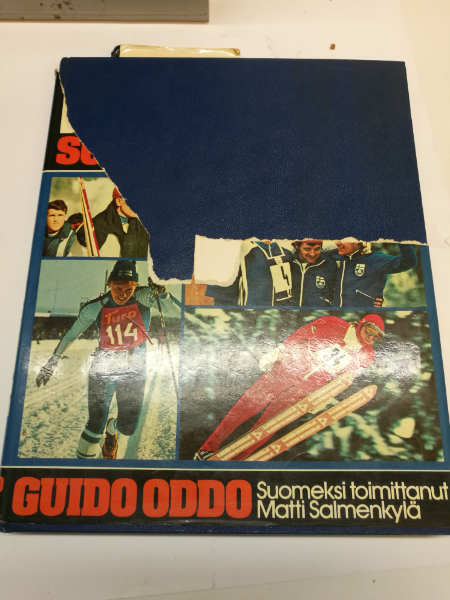 Turo
114
GUIDO ODDO
Suomeksi toimittanut
Matti Salmenkylä